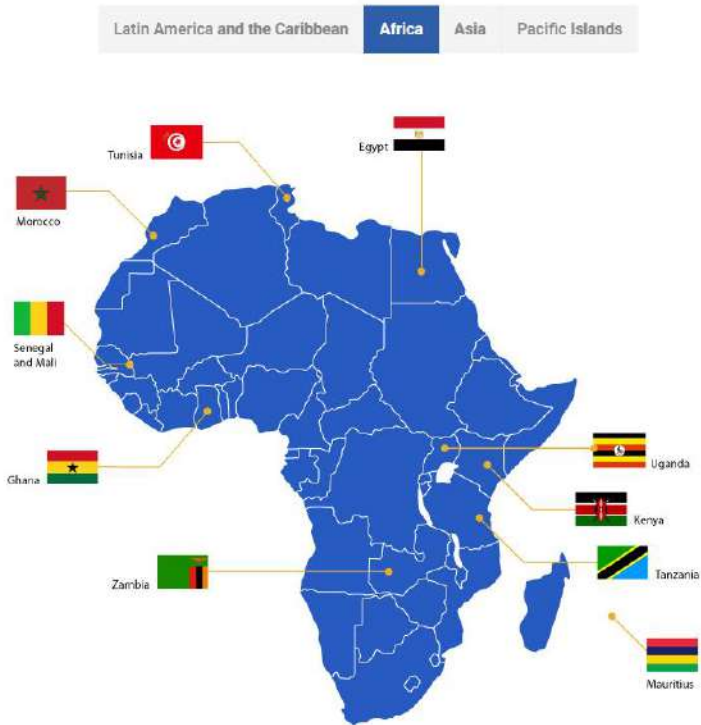 Latin America and the Caribbean
Africa
Asia
Pacific Islands
Tunisia
Egypt
Morocco
Senegal
and Mali
Ghana
Uganda
Kenya
Zambia
Tanzania
Mauritius